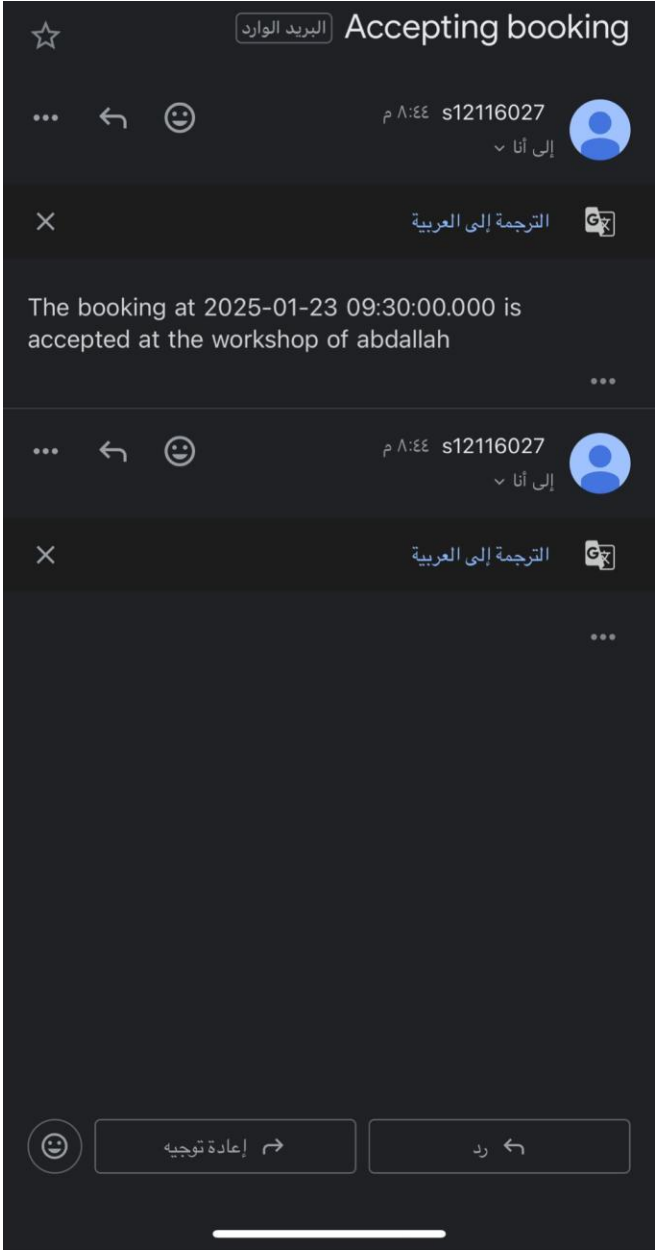 Accepting booking البريد الوارد
s12116027 ٨:٤٤ م
إلى أنا
الترجمة إلى العربية
The booking at 2025-01-23 09:30:00.000 is
accepted at the workshop of abdallah
s12116027 ٨:٤٤ م
إلى أنا
الترجمة إلى العربية
رد
إعادة توجيه